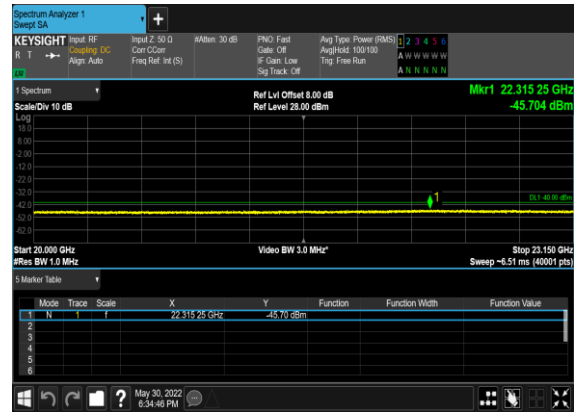 Spectrum Analyzer 1
Swept SA
KEYSIGHT Input: RF Input Z: 50 Ω #Atten: 30 dB PNO: Fast Avg Type: Power (RMS) 1 2 3 4 5 6
R T Coupling: DC Corr CCorr Gate: Off Avg|Hold: 100/100 A W W W W W
Align: Auto Freq Ref: Int (S) IF Gain: Low Trig: Free Run
LXI Sig Track: Off A N N N N N
1 Spectrum Ref Lvl Offset 8.00 dB Mkr1 22.315 25 GHz
Scale/Div 10 dB Ref Level 28.00 dBm -45.704 dBm
Log
18.0
8.00
-2.00
-12.0
-22.0
-32.0
1
DL1 -40.00 dBm
-42.0
-52.0
-62.0
Start 20.000 GHz Video BW 3.0 MHz* Stop 23.150 GHz
#Res BW 1.0 MHz Sweep ~6.51 ms (40001 pts)
5 Marker Table
Mode Trace Scale X Y Function Function Width Function Value
1 N 1 f 22.315 25 GHz -45.70 dBm
2
3
4
5
6
? May 30, 2022
6:34:46 PM